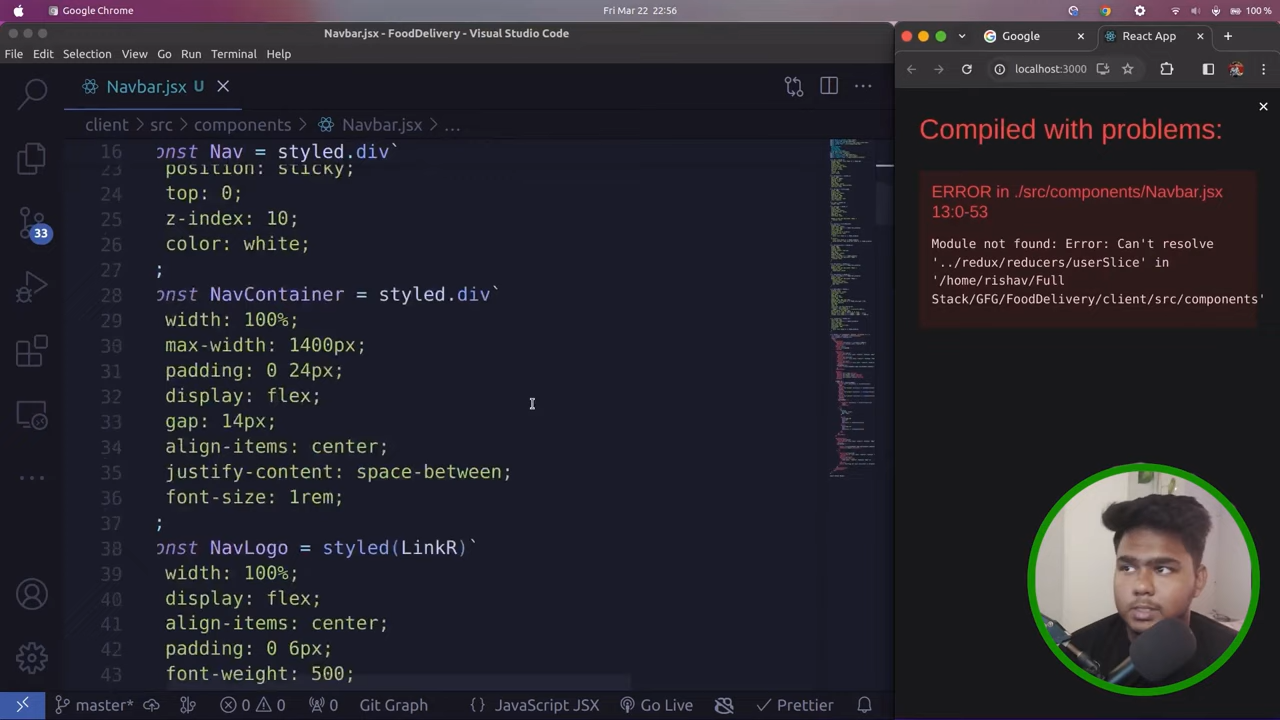 Google Chrome
Fri Mar 22 22:56
100 %
Navbar.jsx - FoodDelivery - Visual Studio Code
File Edit Selection View Go Run Terminal Help
Navbar.jsx U
client > src > components > Navbar.jsx > ...
33
16 onst Nav = styled.div`
23 position: sticky;
24 top: 0;
25 z-index: 10;
26 color: white;
27 ;
28 onst NavContainer = styled.div`
29 width: 100%;
30 max-width: 1400px;
31 padding: 0 24px;
32 display: flex;
33 gap: 14px;
34 align-items: center;
35 justify-content: space-between;
36 font-size: 1rem;
37 ;
38 onst NavLogo = styled(LinkR)`
39 width: 100%;
40 display: flex;
41 align-items: center;
42 padding: 0 6px;
43 font-weight: 500;
master* 0 0 0 Git Graph { } JavaScript JSX Go Live Prettier
Google
React App
localhost:3000
Compiled with problems:
ERROR in ./src/components/Navbar.jsx
13:0-53
Module not found: Error: Can't resolve
'../redux/reducers/userSlice' in
'/home/rishav/Full
Stack/GFG/FoodDelivery/client/src/components'